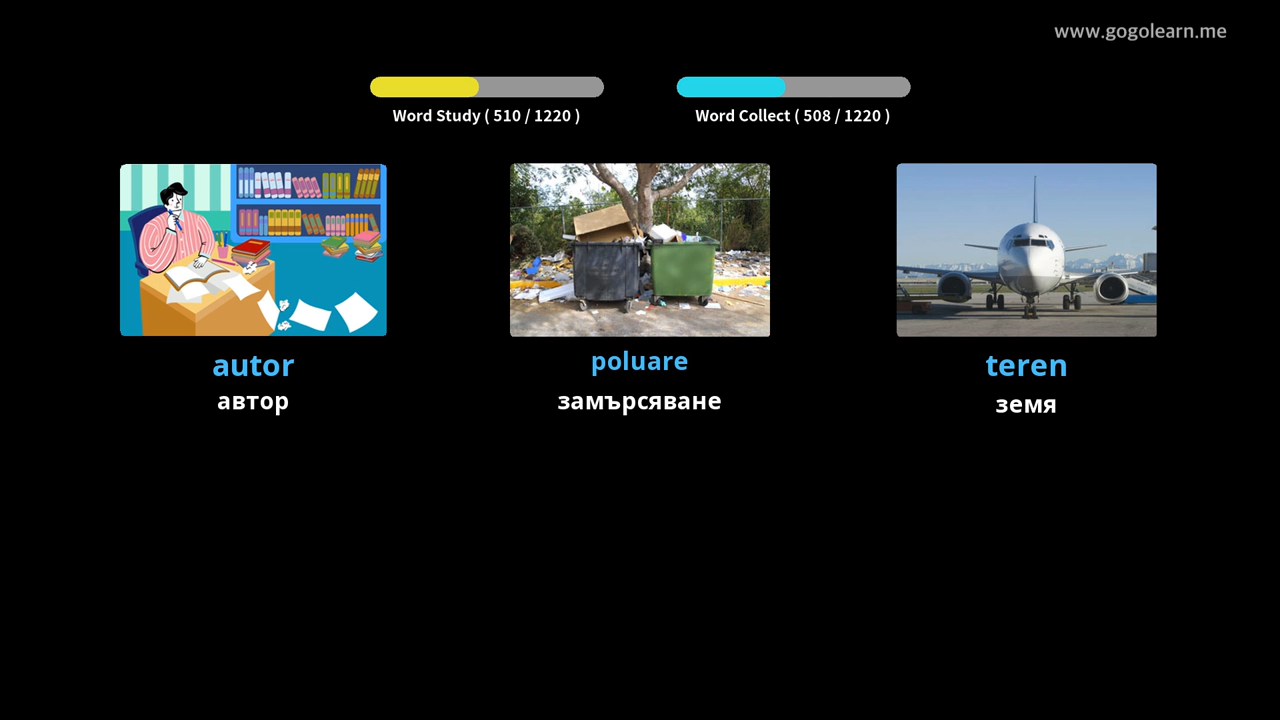 www.gogolearn.me
Word Study ( 510 / 1220 )
Word Collect ( 508 / 1220 )
autor
автор
poluare
замърсяване
teren
земя